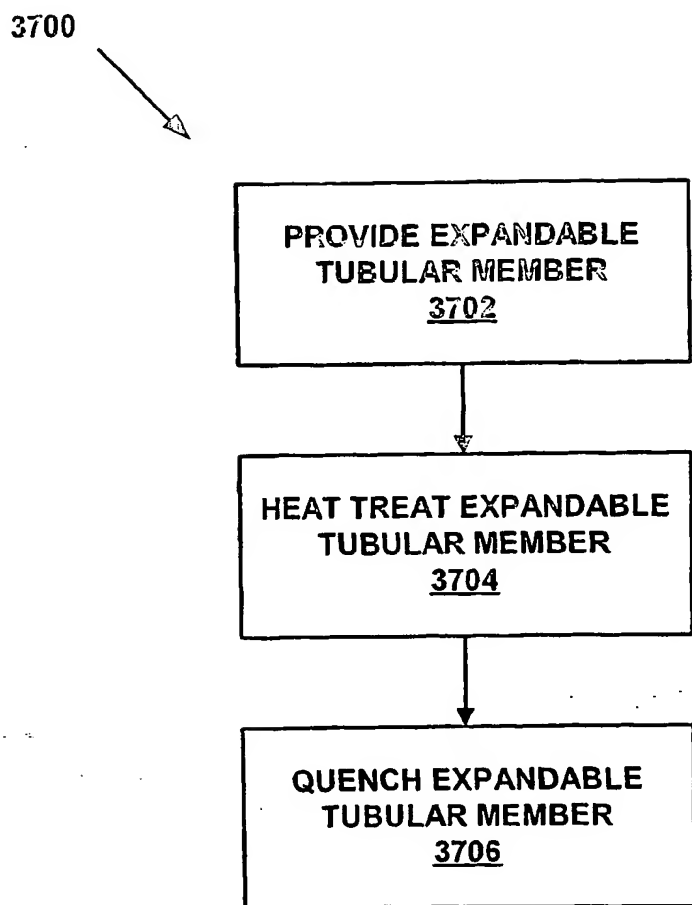 3700
PROVIDE EXPANDABLE
TUBULAR MEMBER
3702
HEAT TREAT EXPANDABLE
TUBULAR MEMBER
3704
QUENCH EXPANDABLE
TUBULAR MEMBER
3706